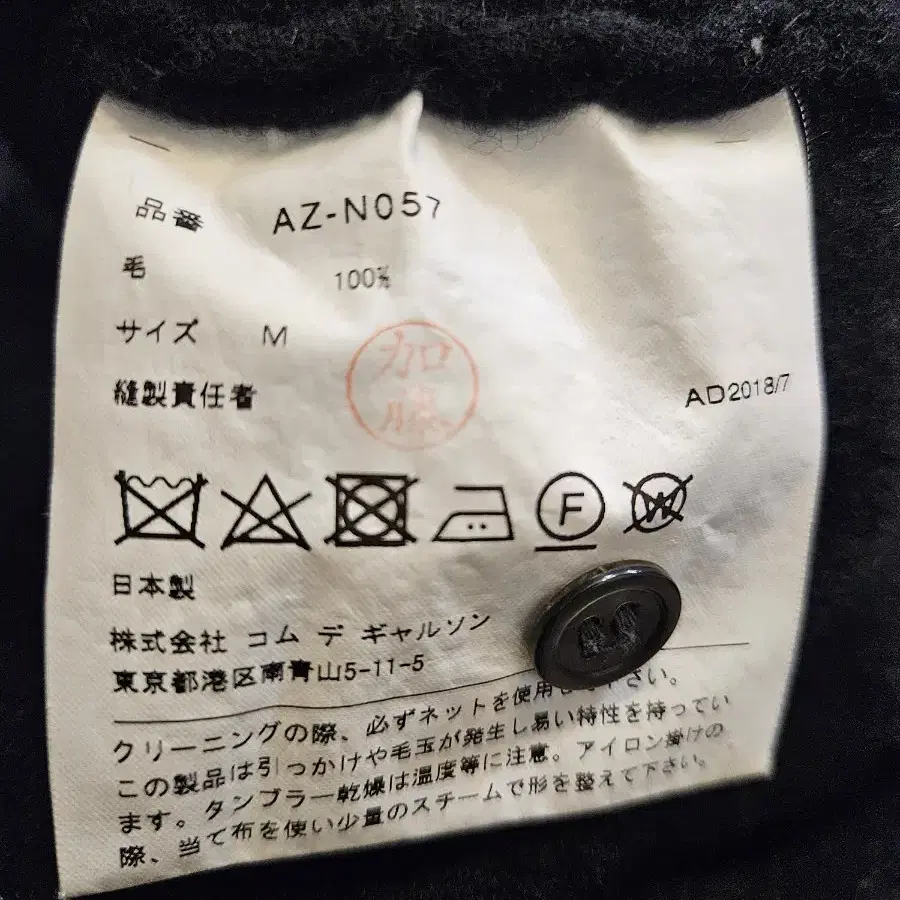 品番 AZ-N057
毛 100%
サイズ M
加藤
縫製責任者
AD2018/7
F
W
日本製
株式会社 コム デ ギャルソン
東京都港区南青山5-11-5
クリーニングの際、必ずネットを使用して下さい。
この製品は引っかけや毛玉が発生し易い特性を持ってい
ます。タンブラー乾燥は温度等に注意。アイロン掛けの
際、当て布を使い少量のスチームで形を整えて下さい。